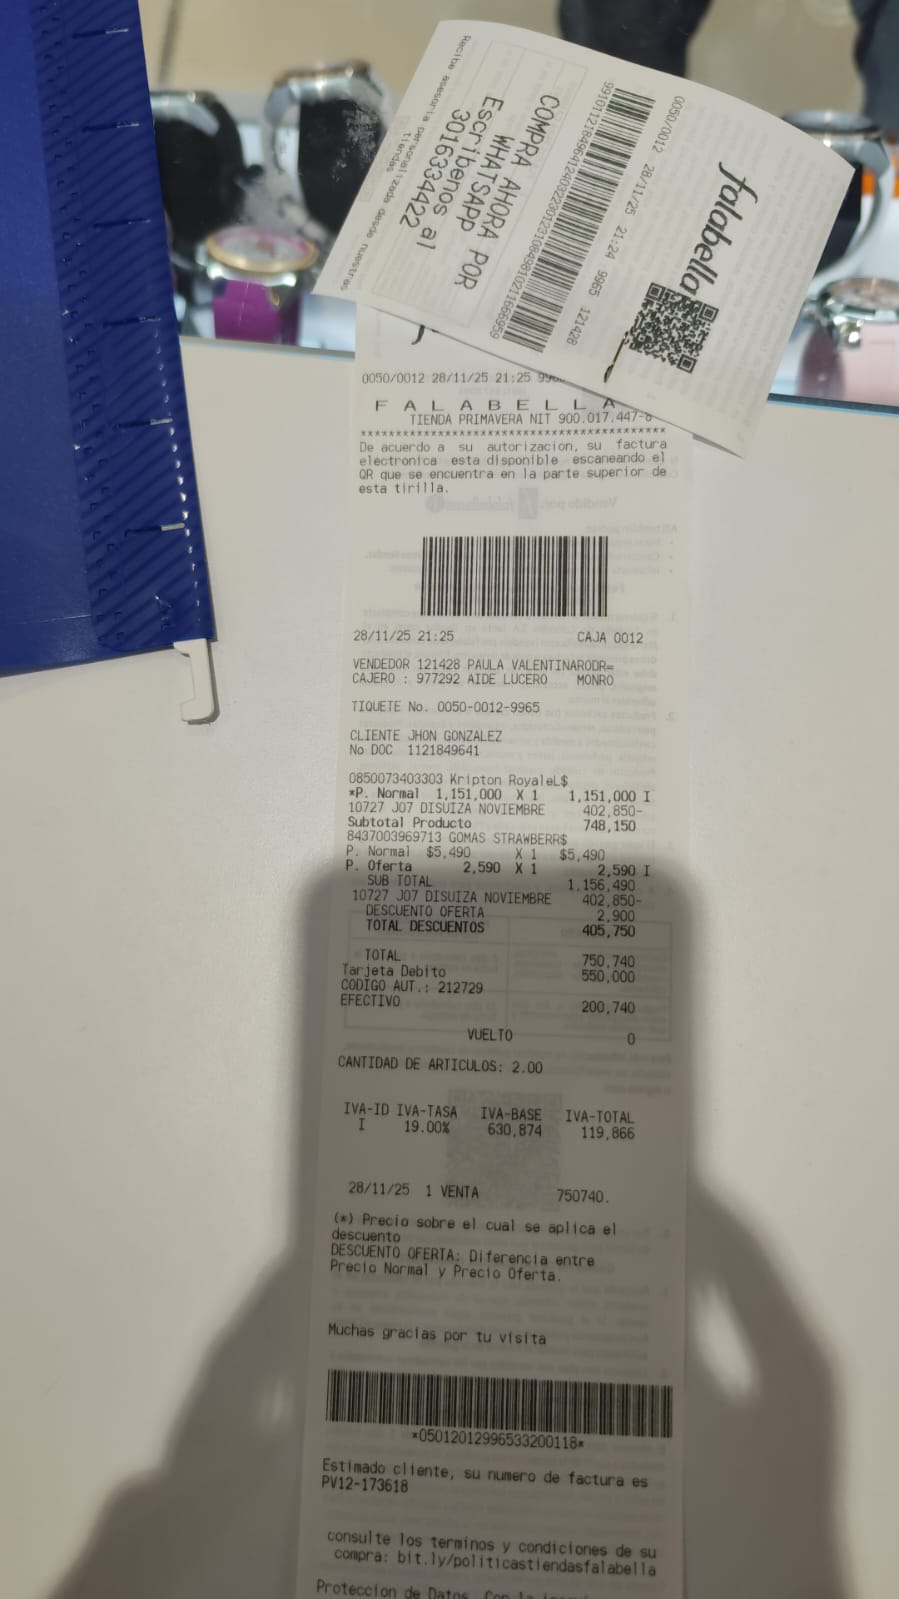 falabella
0050/0012 28/11/25 21:24 9965 121428
COMPRA AHORA POR
WHATSAPP
Escribenos al
3016334422
Recibe asesoria personalizada desde nuestras
tiendas
0050/0012 28/11/25 21:25
F A L A B E L L A
TIENDA PRIMAVERA NIT 900.017.447-8
De acuerdo a su autorizacion, su factura
electronica esta disponible escaneando el
QR que se encuentra en la parte superior de
esta tirilla.
28/11/25 21:25 CAJA 0012
VENDEDOR 121428 PAULA VALENTINARODR=
CAJERO : 977292 AIDE LUCERO MONRO
TIQUETE No. 0050-0012-9965
CLIENTE JHON GONZALEZ
No DOC 1121849641
0850073403303 Kripton RoyaleL$
*P. Normal 1,151,000 X 1 1,151,000 I
10727 J07 DISUIZA NOVIEMBRE 402,850-
Subtotal Producto 748,150
8437003969713 GOMAS STRAWBERR$
P. Normal $5,490 X 1 $5,490
P. Oferta 2,590 X 1 2,590 I
SUB TOTAL 1,156,490
10727 J07 DISUIZA NOVIEMBRE 402,850-
DESCUENTO OFERTA 2,900
TOTAL DESCUENTOS 405,750
TOTAL 750,740
Tarjeta Debito 550,000
CODIGO AUT.: 212729
EFECTIVO 200,740
VUELTO 0
CANTIDAD DE ARTICULOS: 2.00
IVA-ID IVA-TASA IVA-BASE IVA-TOTAL
I 19.00% 630,874 119,866
28/11/25 1 VENTA 750740.
(*) Precio sobre el cual se aplica el
descuento
DESCUENTO OFERTA: Diferencia entre
Precio Normal y Precio Oferta.
Muchas gracias por tu visita
*05012012996533200118*
Estimado cliente, su numero de factura es
PV12-173618
consulte los terminos y condiciones de su
compra: bit.ly/politicastiendasfalabella
Proteccion de Datos. Con la